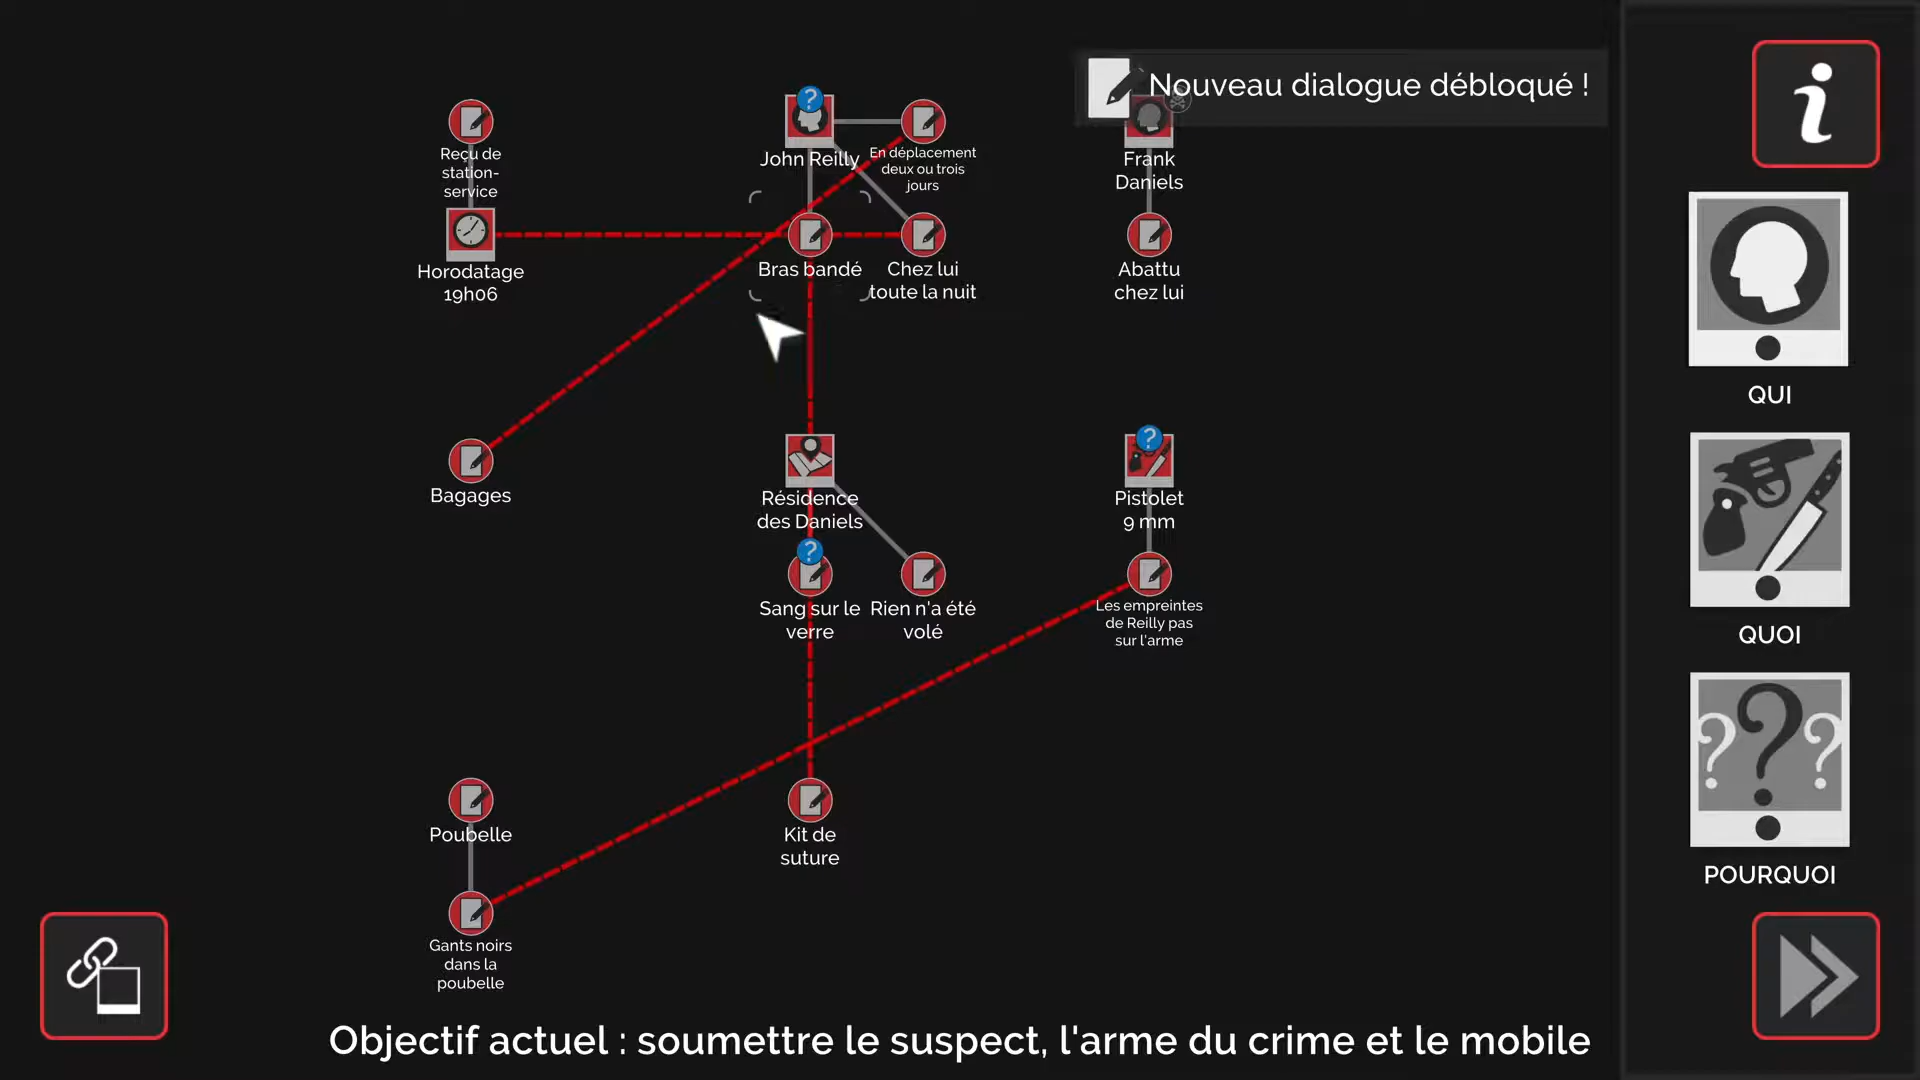 Nouveau dialogue débloqué !
Reçu de
station-
service
John Reilly
En déplacement
deux ou trois
jours
Frank
Daniels
Horodatage
19h06
Bras bandé
Chez lui
toute la nuit
Abattu
chez lui
QUI
Bagages
Résidence
des Daniels
Pistolet
9 mm
Sang sur le
verre
Rien n'a été
volé
Les empreintes
de Reilly pas
sur l'arme
QUOI
Poubelle
Kit de
suture
POURQUOI
Gants noirs
dans la
poubelle
Objectif actuel : soumettre le suspect, l'arme du crime et le mobile